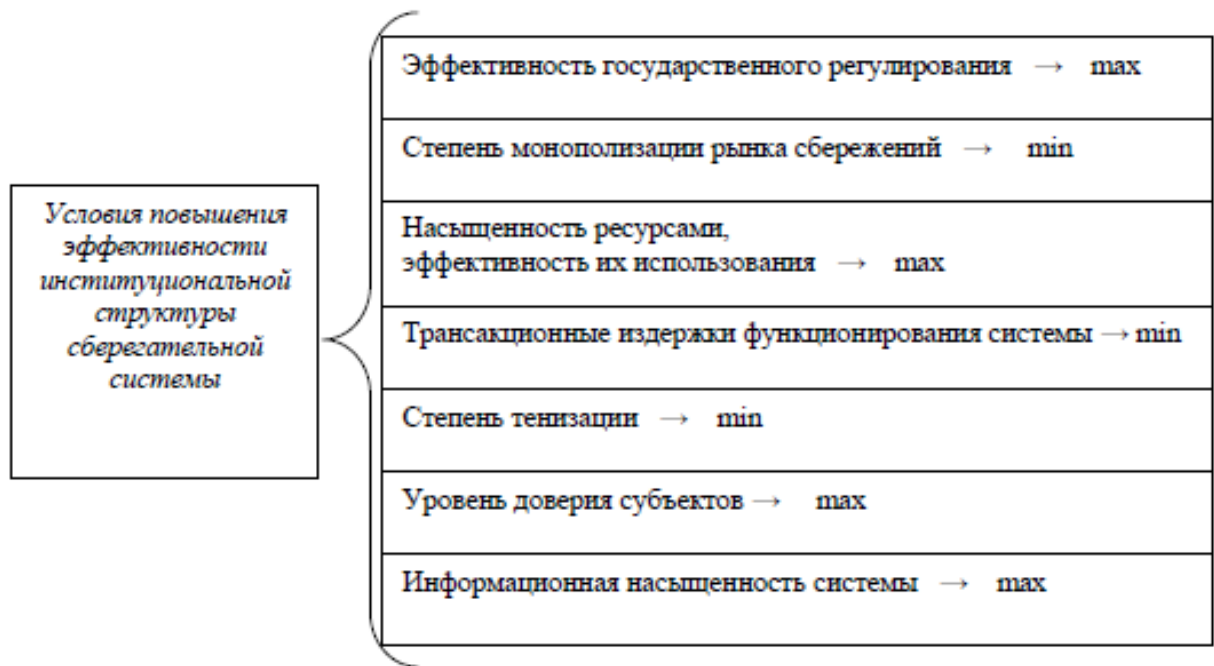 Условия повышения
эффективности
институциональной
структуры
сберегательной
системы
Эффективность государственного регулирования → max
Степень монополизации рынка сбережений → min
Насыщенность ресурсами,
эффективность их использования → max
Трансакционные издержки функционирования системы → min
Степень тенизации → min
Уровень доверия субъектов → max
Информационная насыщенность системы → max